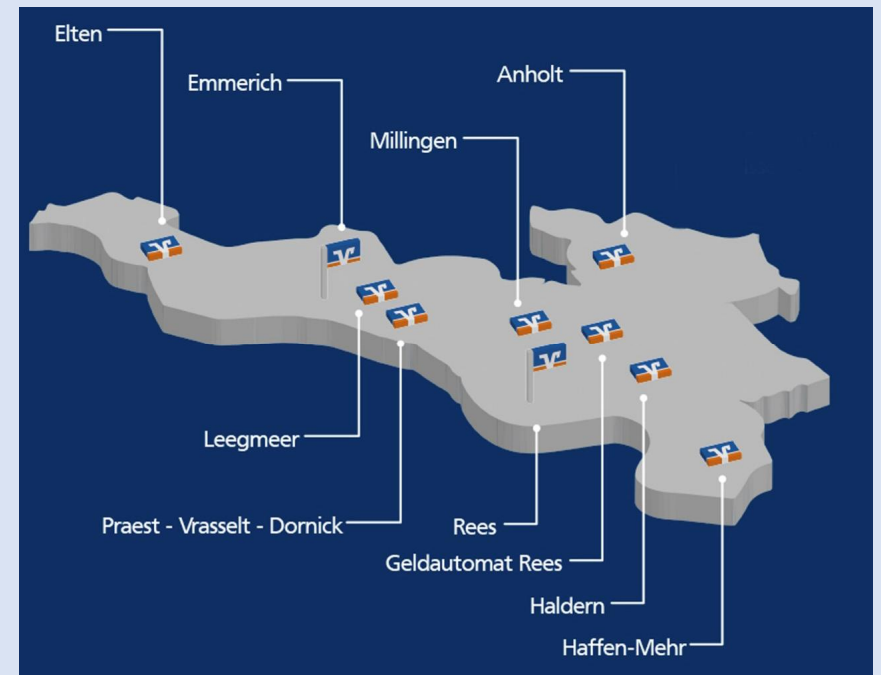 Elten
Emmerich
Anholt
Millingen
Leegmeer
Praest - Vrasselt - Dornick
Rees
Geldautomat Rees
Haldern
Haffen-Mehr